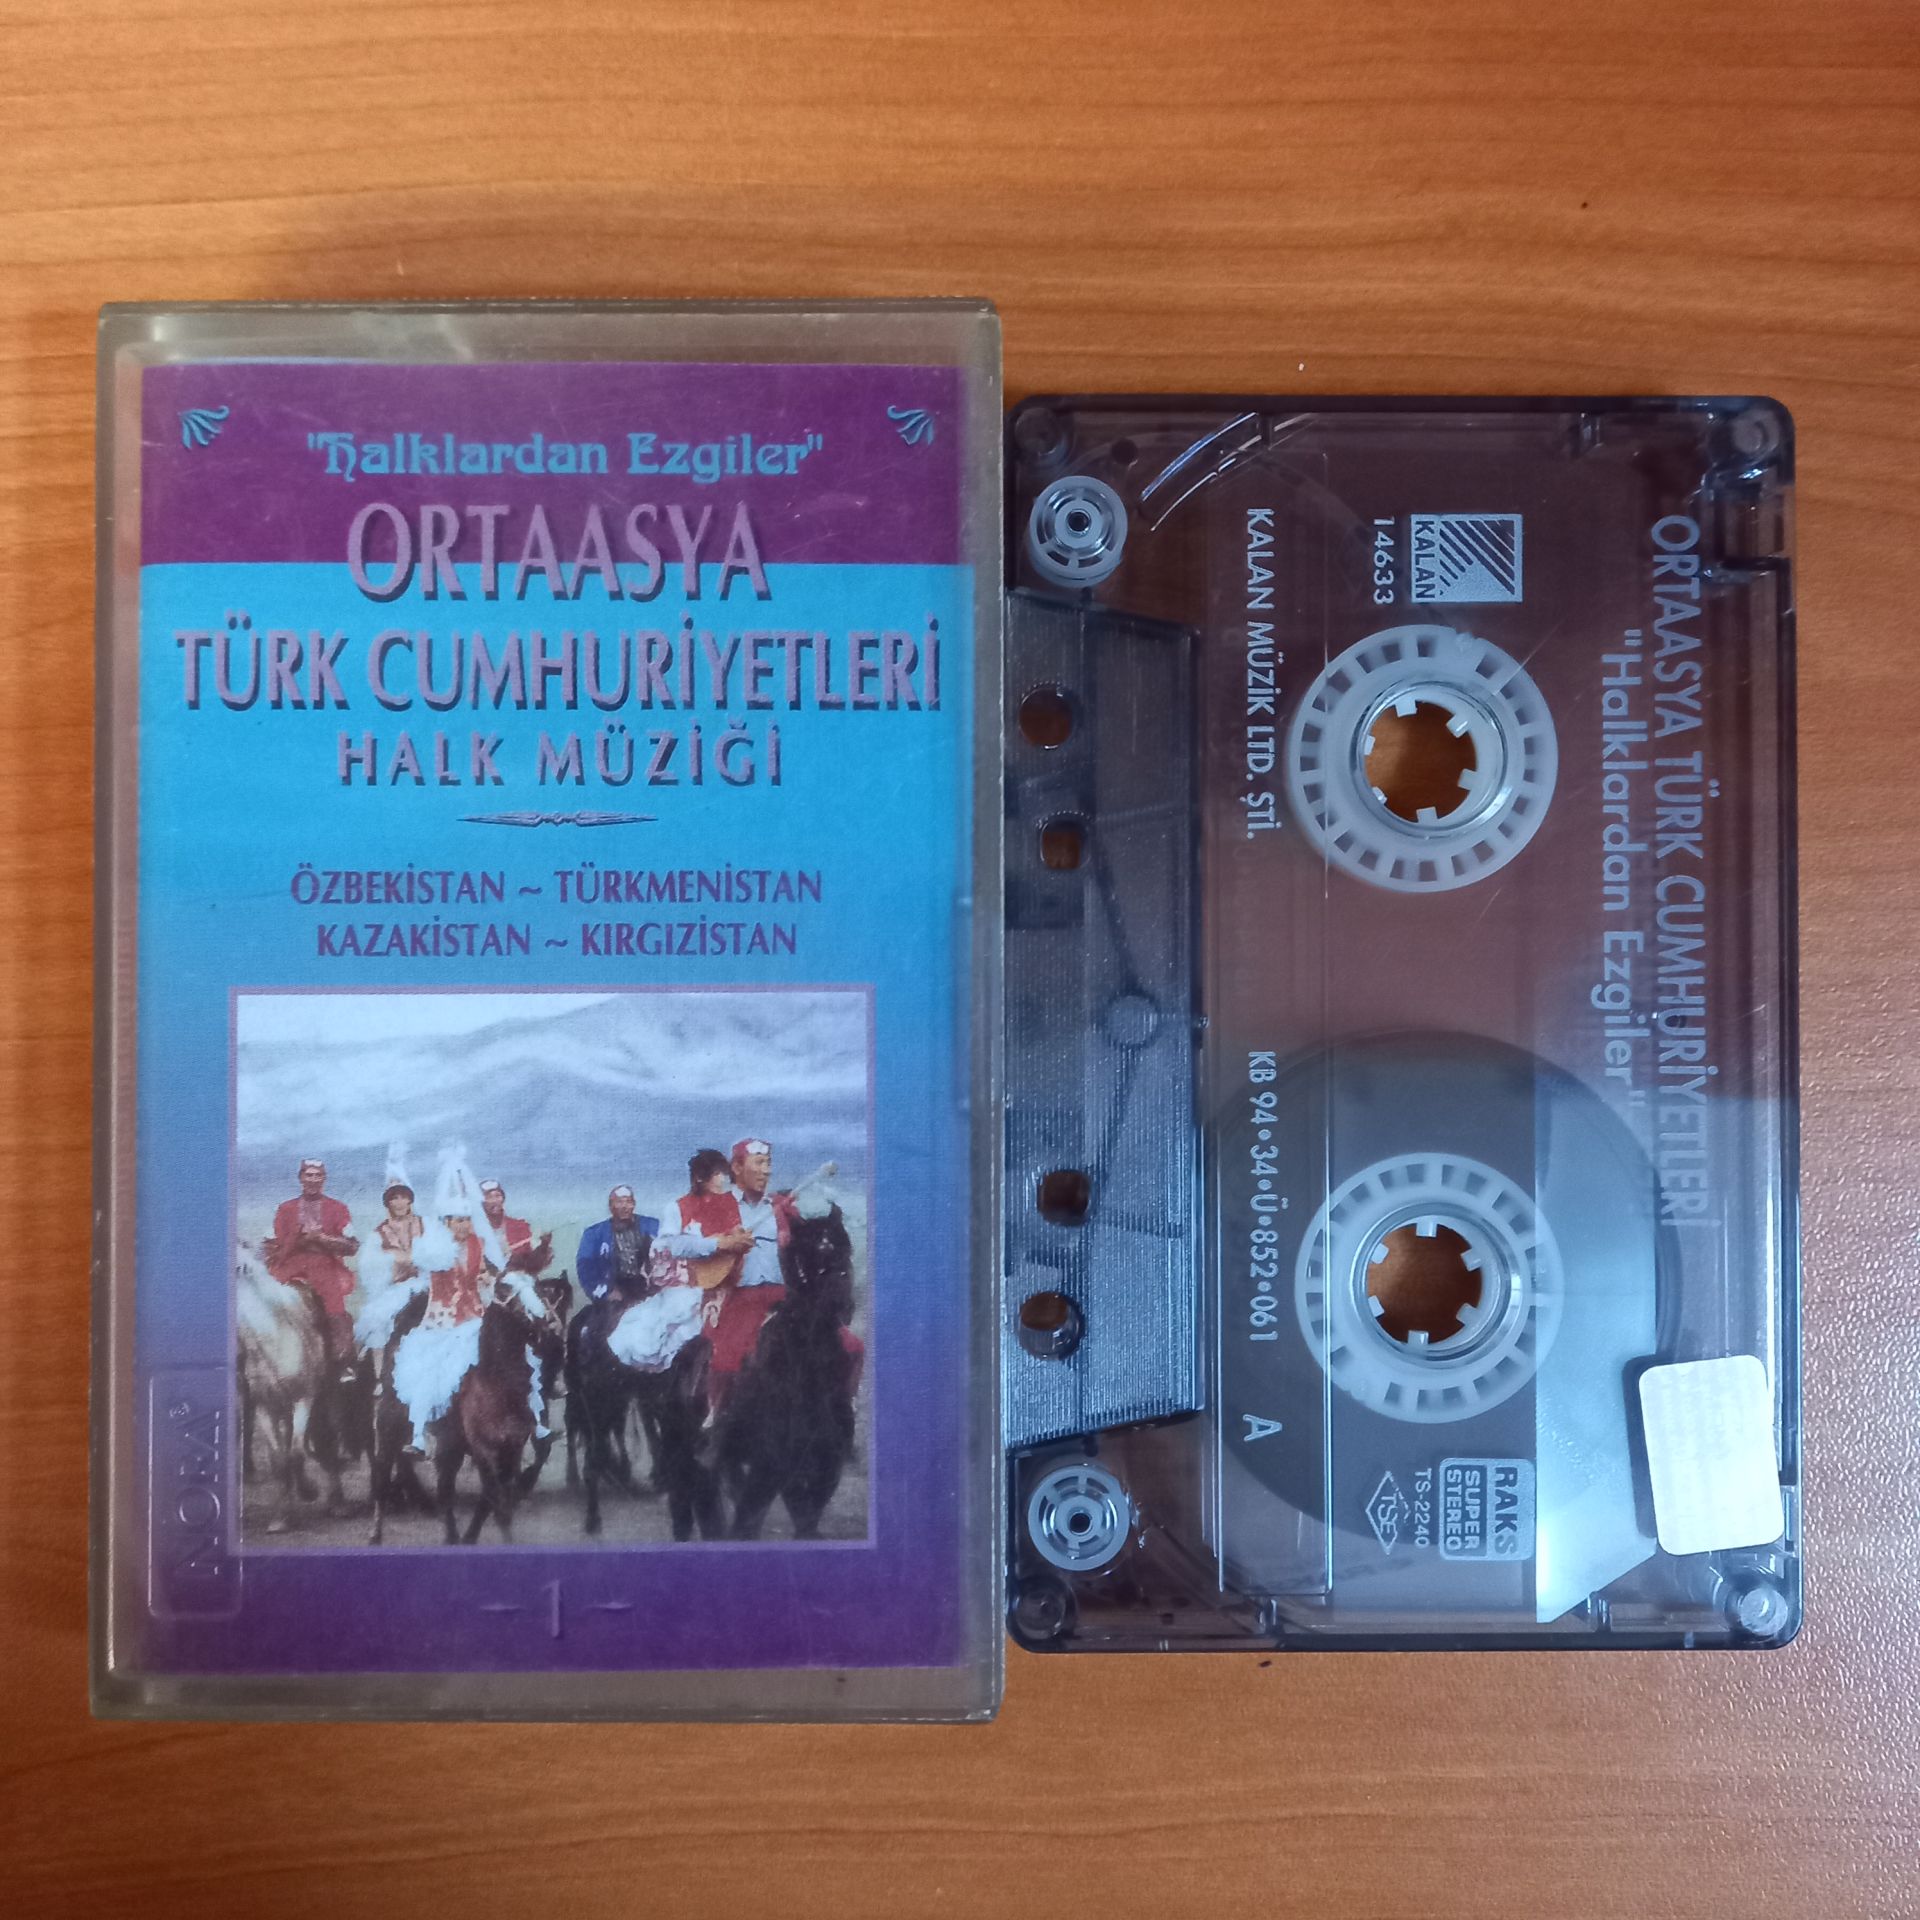 "Halklardan Ezgiler"
ORTAASYA
TÜRK CUMHURİYETLERİ
HALK MÜZİĞİ
ÖZBEKİSTAN ~ TÜRKMENİSTAN
KAZAKİSTAN ~ KIRGIZİSTAN
- 1 -
NORA
ORTAASYA TÜRK CUMHURİYETLERİ
"Halklardan Ezgiler"
KALAN
14633
KALAN MÜZİK LTD. ŞTİ.
KB 94•34•Ü•852•061
A
RAKS
SUPER
STEREO
TS-2240
TSE